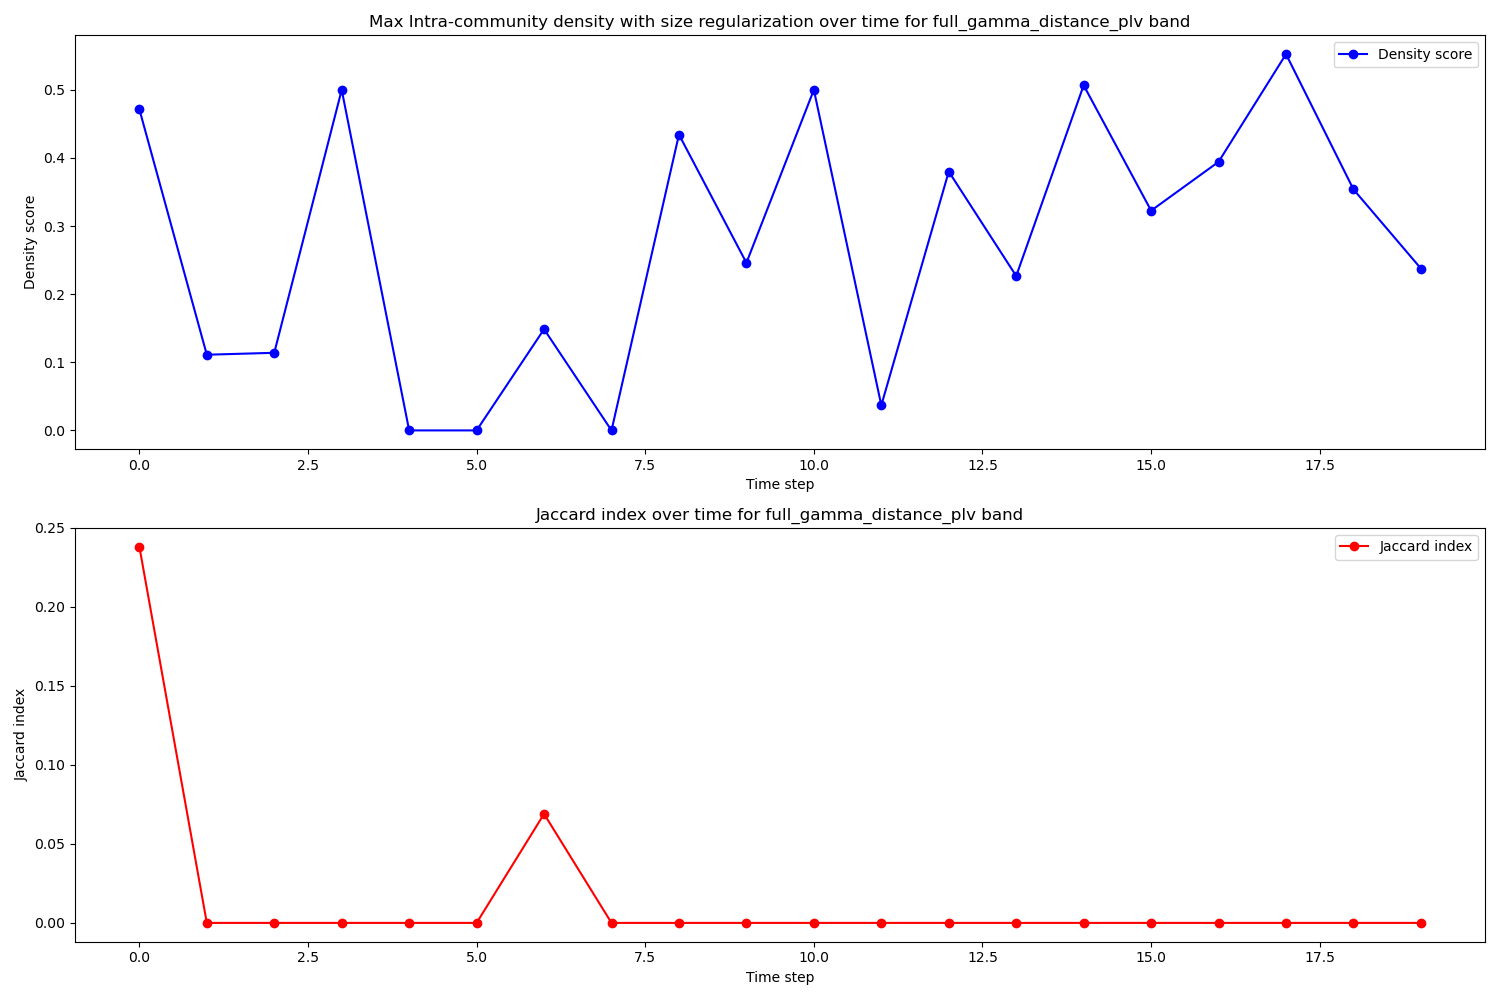 Max Intra-community density with size regularization over time for full_gamma_distance_plv band
Density score
Density score
0.5
0.4
0.3
0.2
0.1
0.0
0.0 2.5 5.0 7.5 10.0 12.5 15.0 17.5
Time step
Jaccard index over time for full_gamma_distance_plv band
Jaccard index
Jaccard index
0.25
0.20
0.15
0.10
0.05
0.00
0.0 2.5 5.0 7.5 10.0 12.5 15.0 17.5
Time step